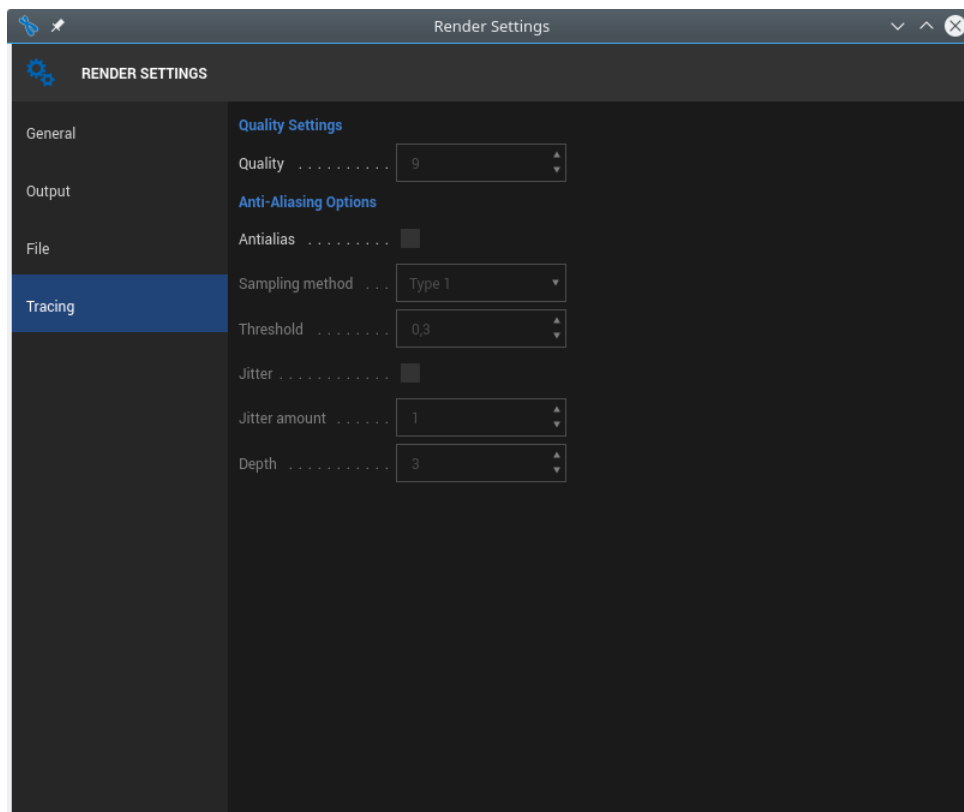 Render Settings
RENDER SETTINGS
General
Output
File
Tracing
Quality Settings
Quality . . . . . . . . . . 9
Anti-Aliasing Options
Antialias . . . . . . . . .
Sampling method . . . Type 1
Threshold . . . . . . . . 0,3
Jitter . . . . . . . . . . . .
Jitter amount . . . . . . 1
Depth . . . . . . . . . . . 3